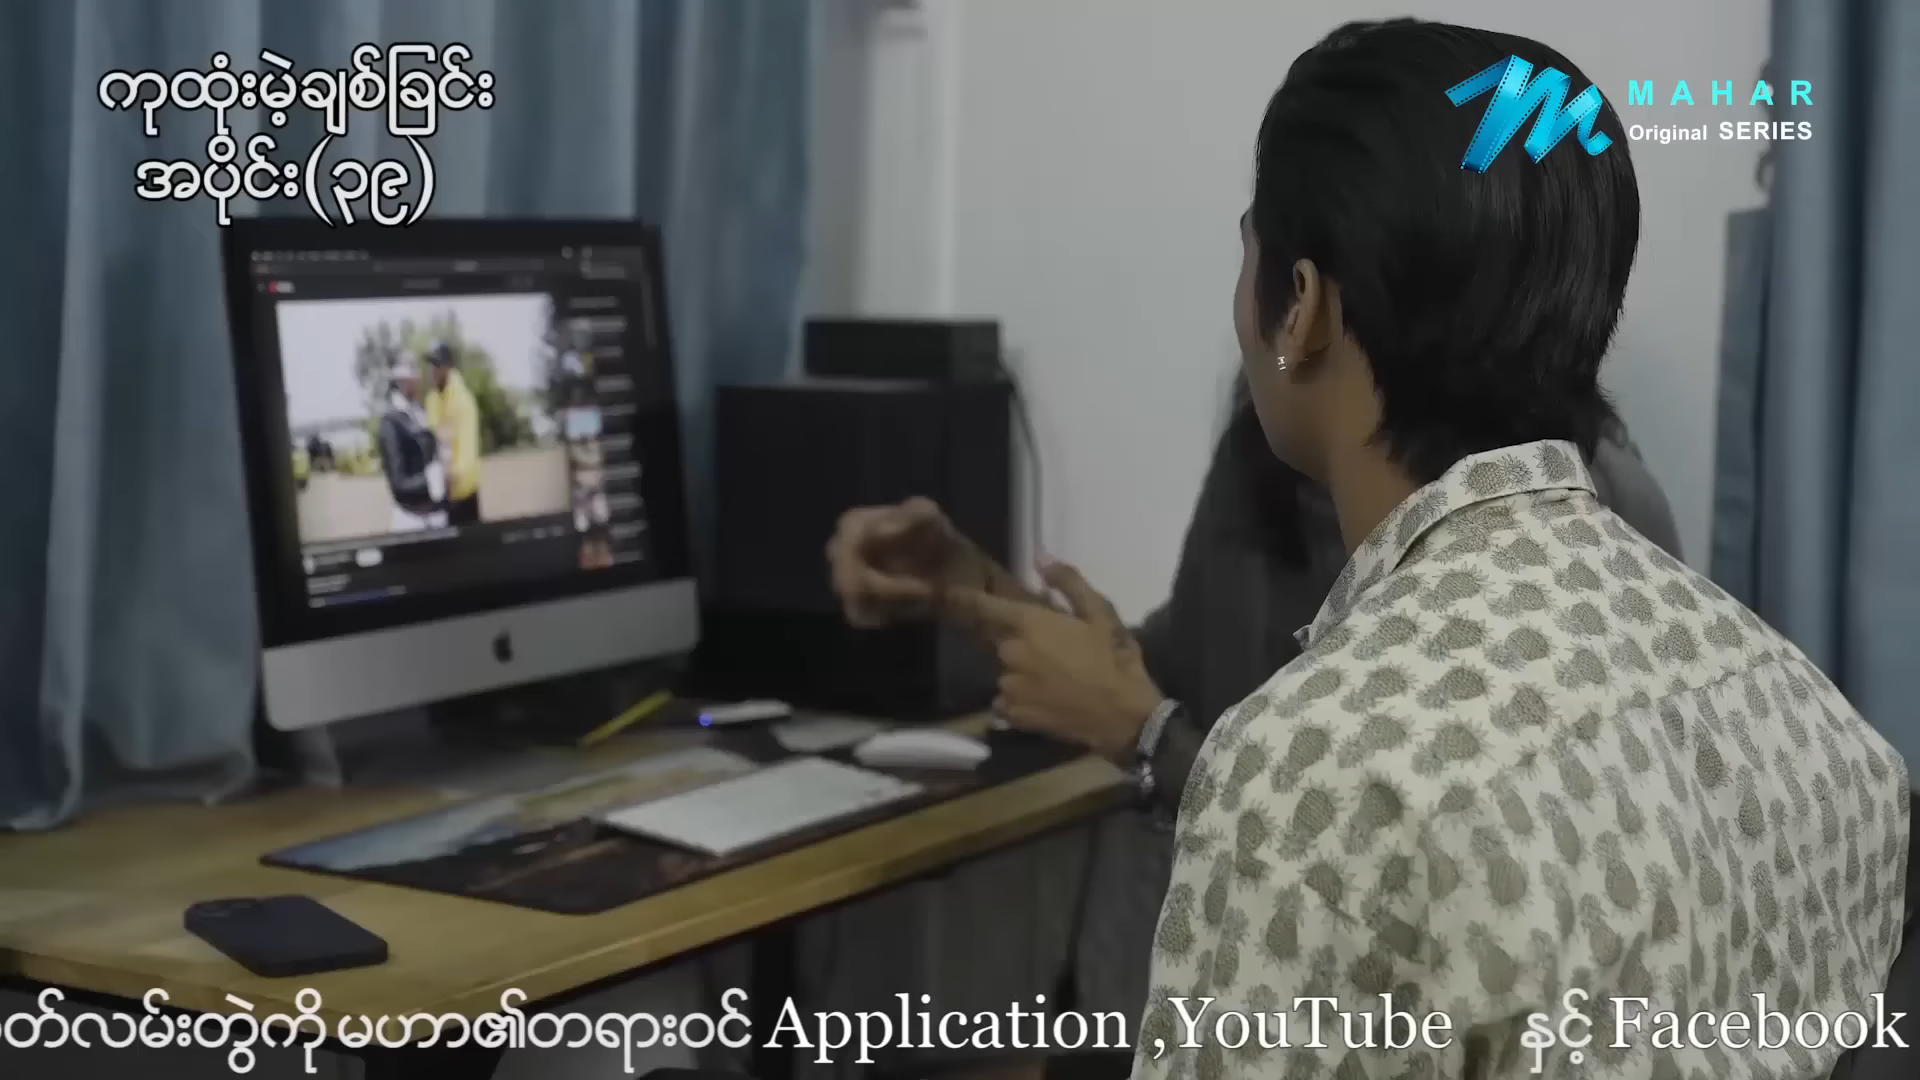 ကုထုံးမဲ့ချစ်ခြင်း
အပိုင်း(၃၉)
MAHAR
Original SERIES
တ်လမ်းတွဲကို မဟာ၏တရားဝင် Application ,YouTube နှင့် Facebook